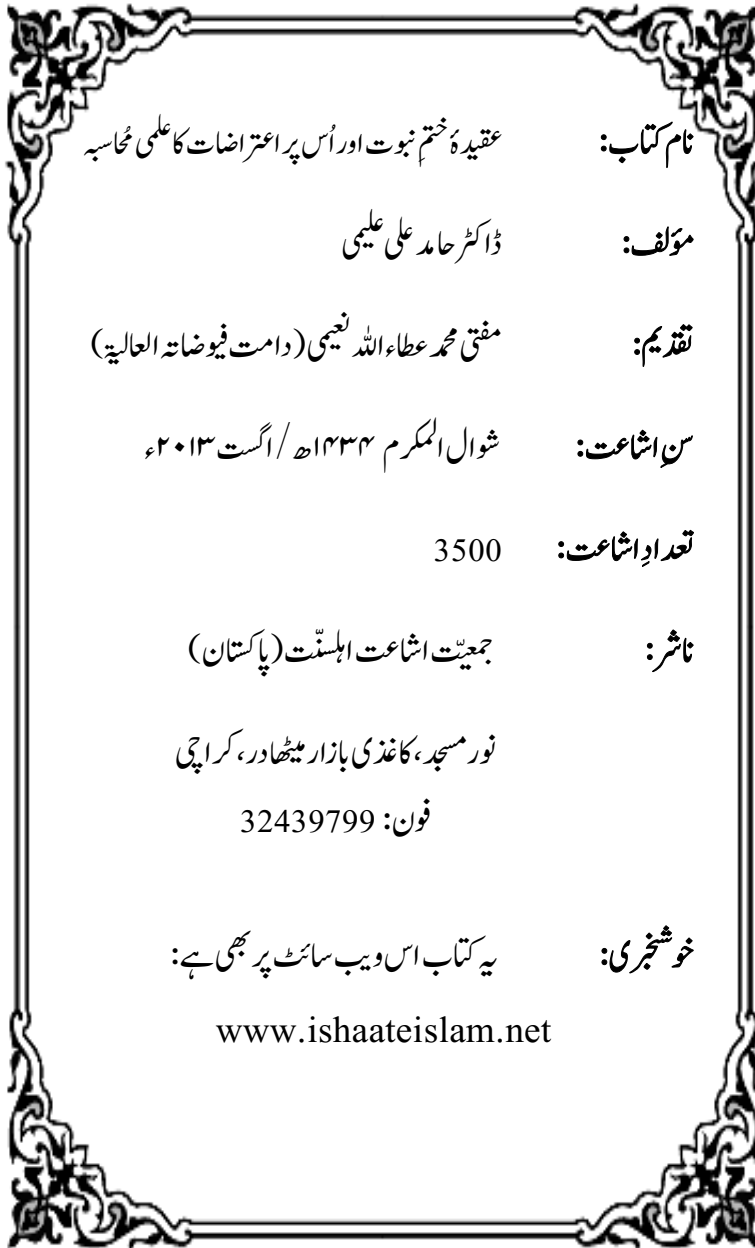 نام کتاب: عقیدۂ ختمِ نبوت اور اُس پر اعتراضات کا علمی مُحاسبہ
مؤلف: ڈاکٹر حامد علی علیمی
تقدیم: مفتی محمد عطاء اللہ نعیمی (دامت فیوضاتہ العالیۃ)
سنِ اشاعت: شوال المکرم ۱۴۳۴ھ / اگست ۲۰۱۳ء
تعدادِ اشاعت: 3500
ناشر: جمعیّت اشاعت اہلسنّت (پاکستان)
نور مسجد، کاغذی بازار میٹھادر، کراچی
فون: 32439799
خوشخبری: یہ کتاب اس ویب سائٹ پر بھی ہے:
www.ishaateislam.net